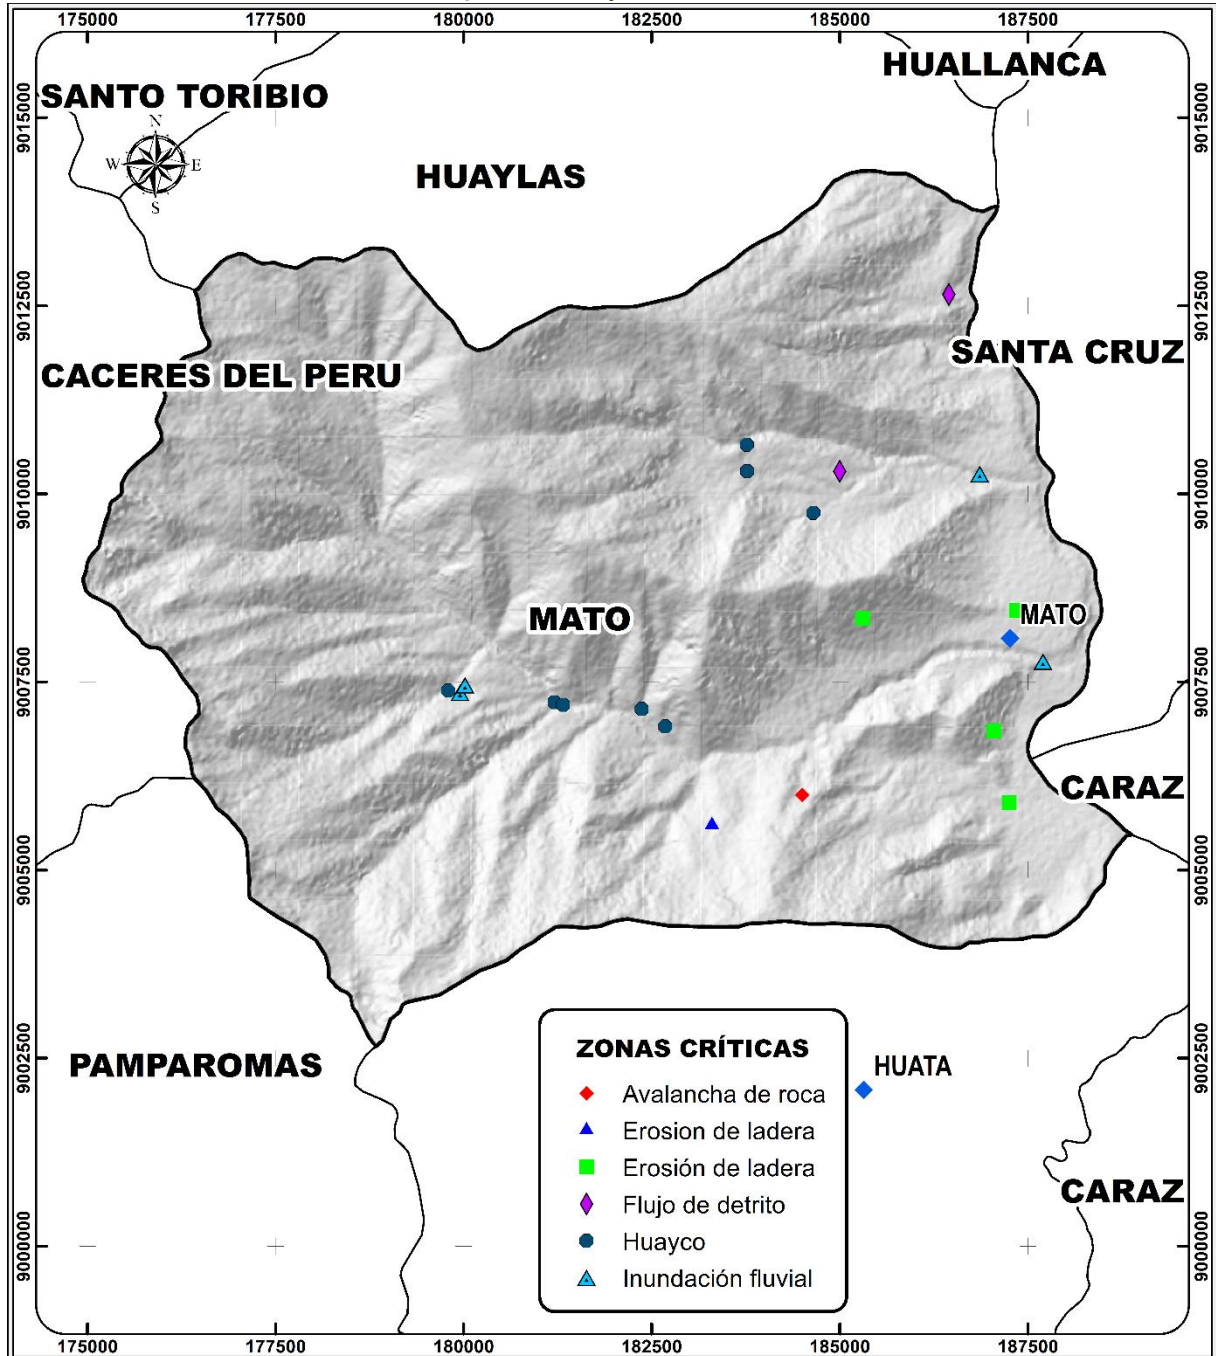 175000 177500 180000 182500 185000 187500
HUALLANCA
SANTO TORIBIO
9015000 9015000
N
W E
S
HUAYLAS
9012500 9012500
SANTA CRUZ
CACERES DEL PERU
9010000 9010000
MATO
MATO
9007500 9007500
CARAZ
9005000 9005000
ZONAS CRÍTICAS
PAMPAROMAS
HUATA
9002500 9002500
Avalancha de roca
Erosion de ladera
Erosión de ladera
Flujo de detrito
CARAZ
Huayco
9000000 9000000
Inundación fluvial
175000 177500 180000 182500 185000 187500